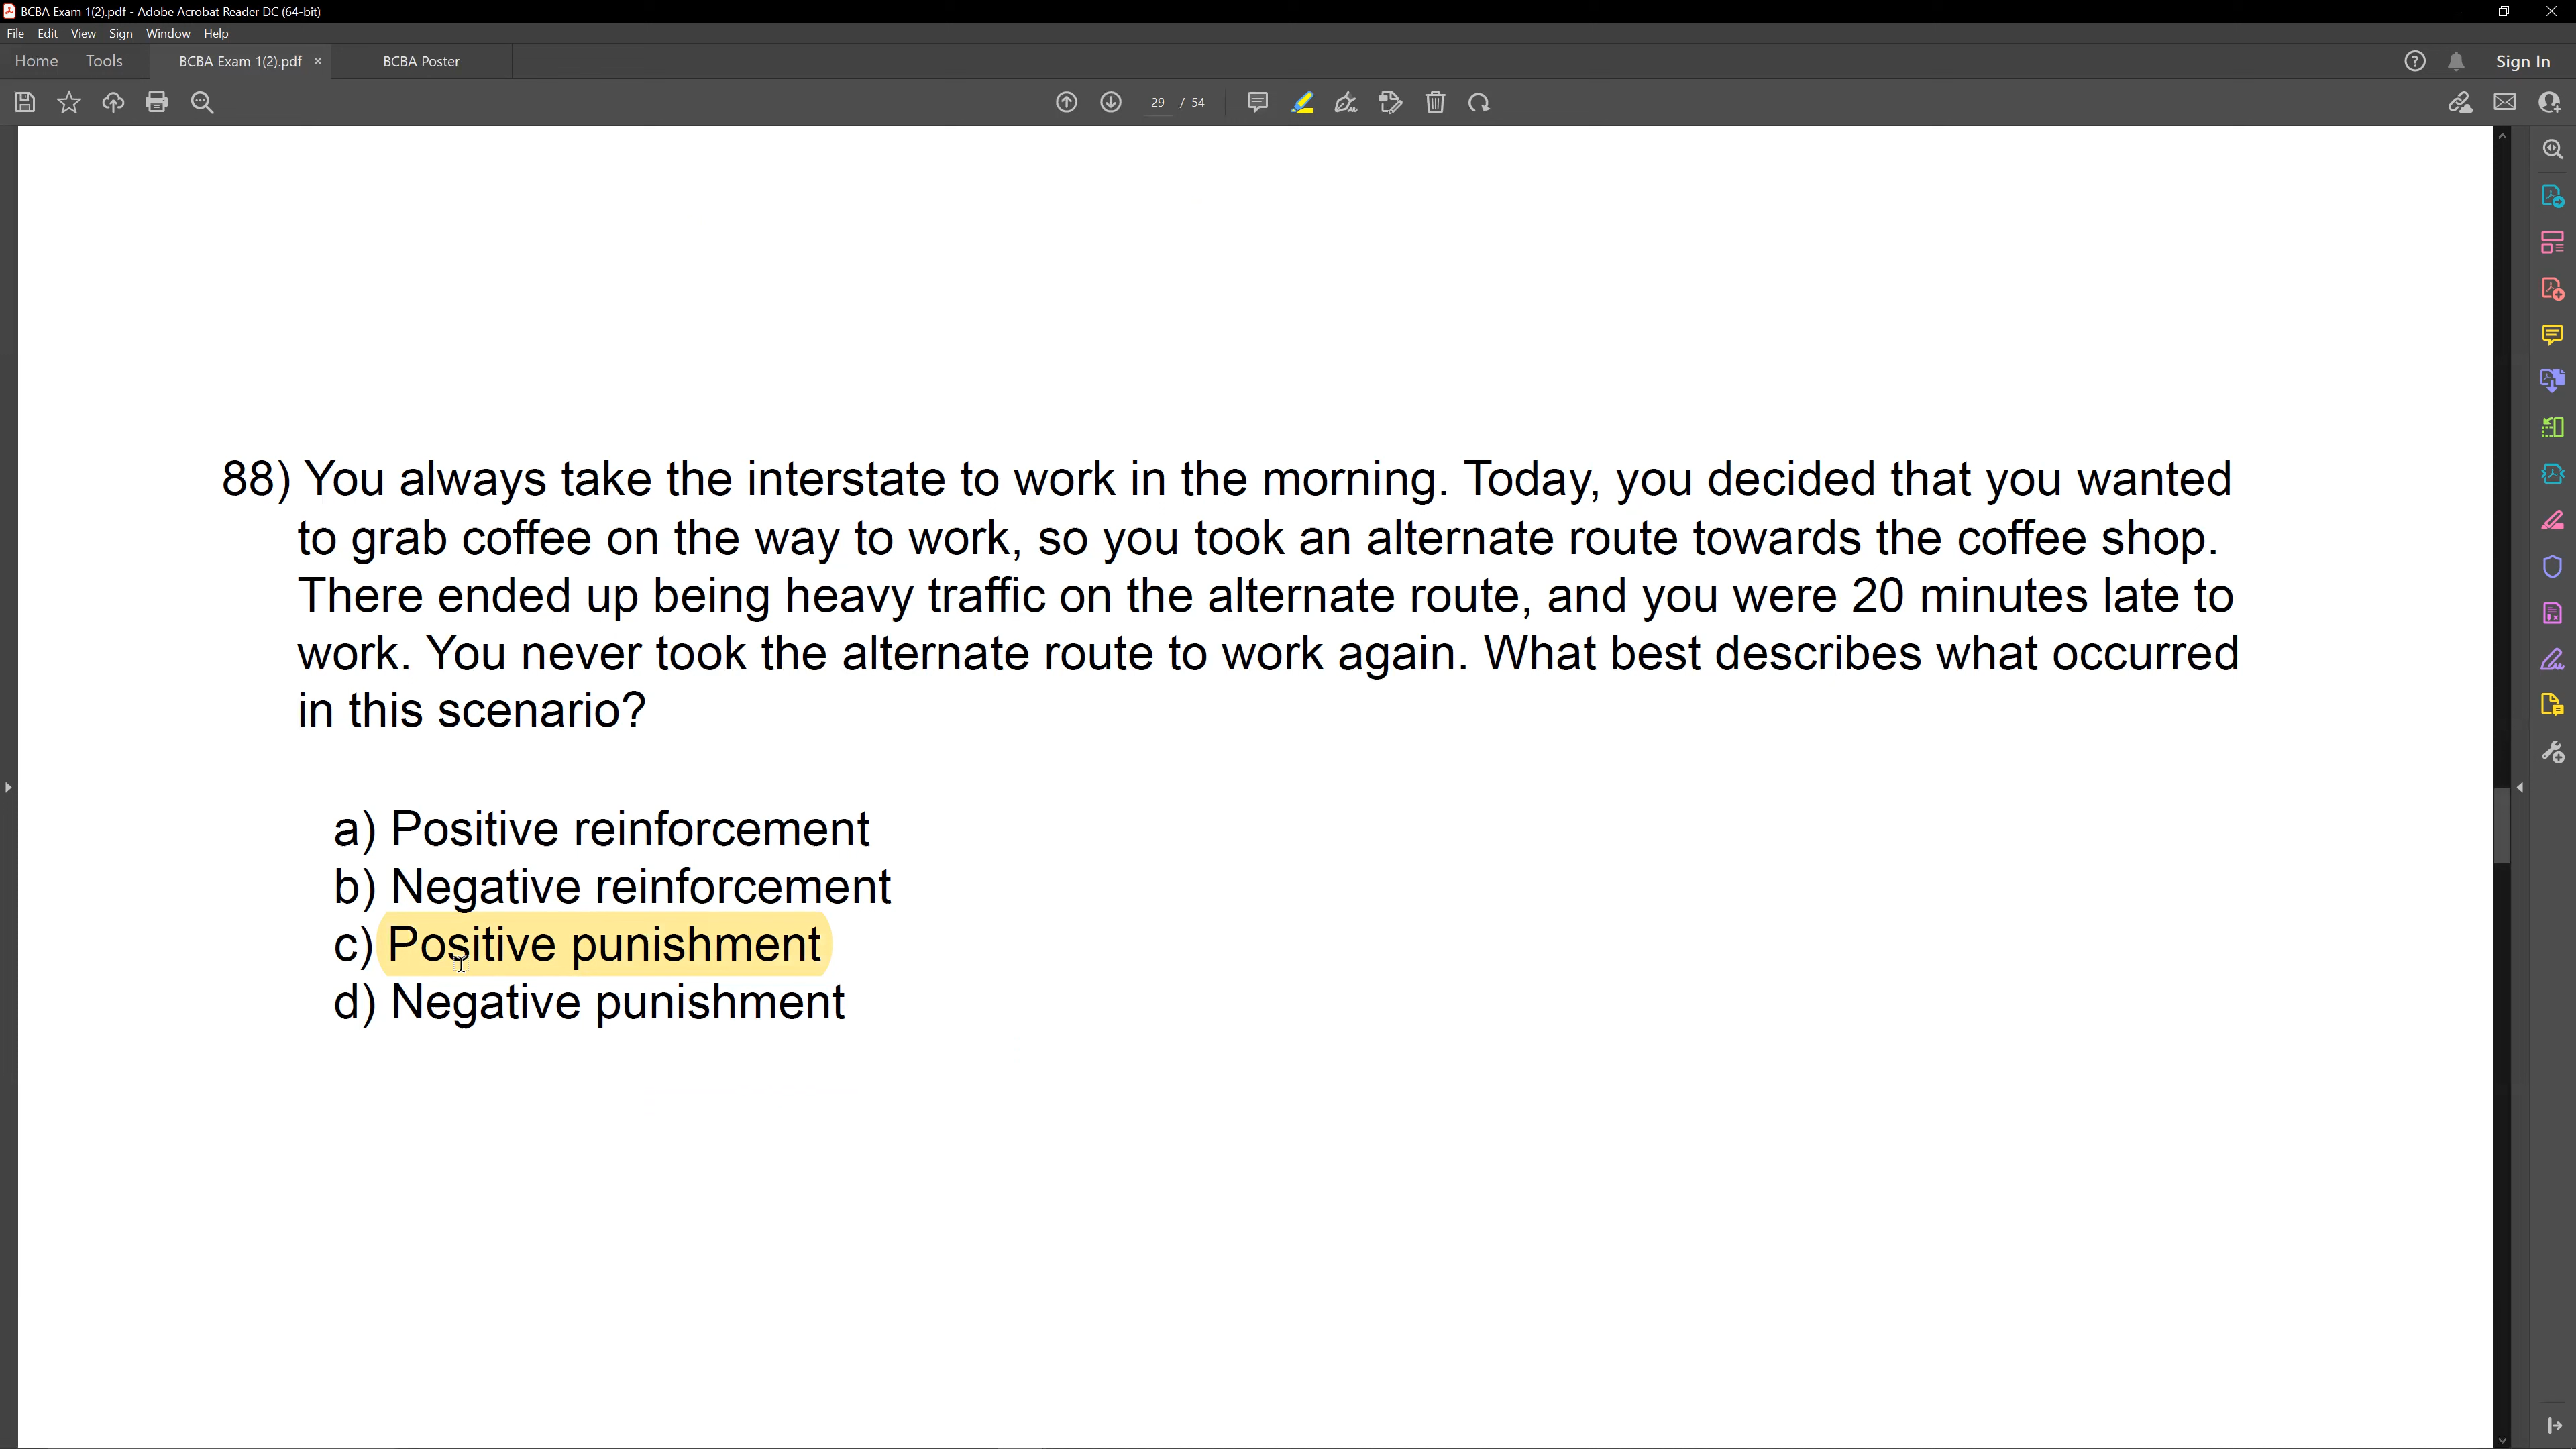 BCBA Exam 1(2).pdf - Adobe Acrobat Reader DC (64-bit)
File Edit View Sign Window Help
Home Tools BCBA Exam 1(2).pdf × BCBA Poster Sign In
29 / 54
88) You always take the interstate to work in the morning. Today, you decided that you wanted
to grab coffee on the way to work, so you took an alternate route towards the coffee shop.
There ended up being heavy traffic on the alternate route, and you were 20 minutes late to
work. You never took the alternate route to work again. What best describes what occurred
in this scenario?
a) Positive reinforcement
b) Negative reinforcement
c) Positive punishment
d) Negative punishment